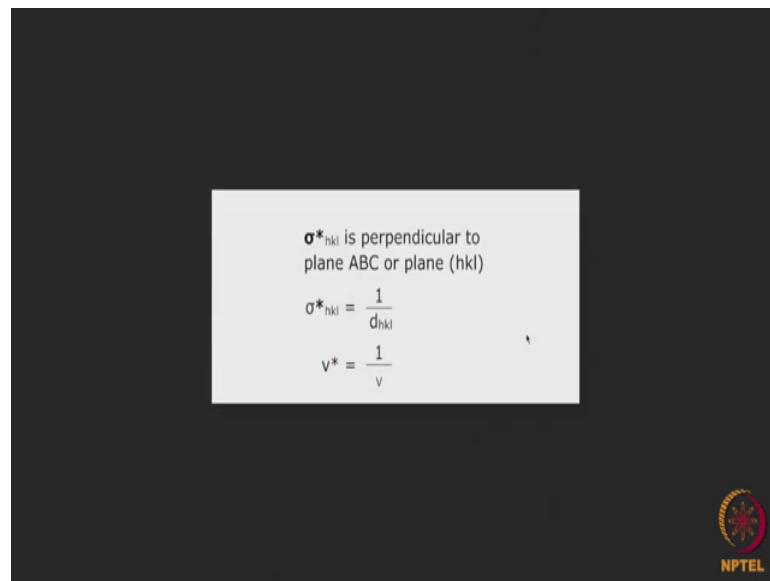 σ*hkl is perpendicular to
plane ABC or plane (hkl)
σ*hkl = 1/dhkl
v* = 1/v
NPTEL